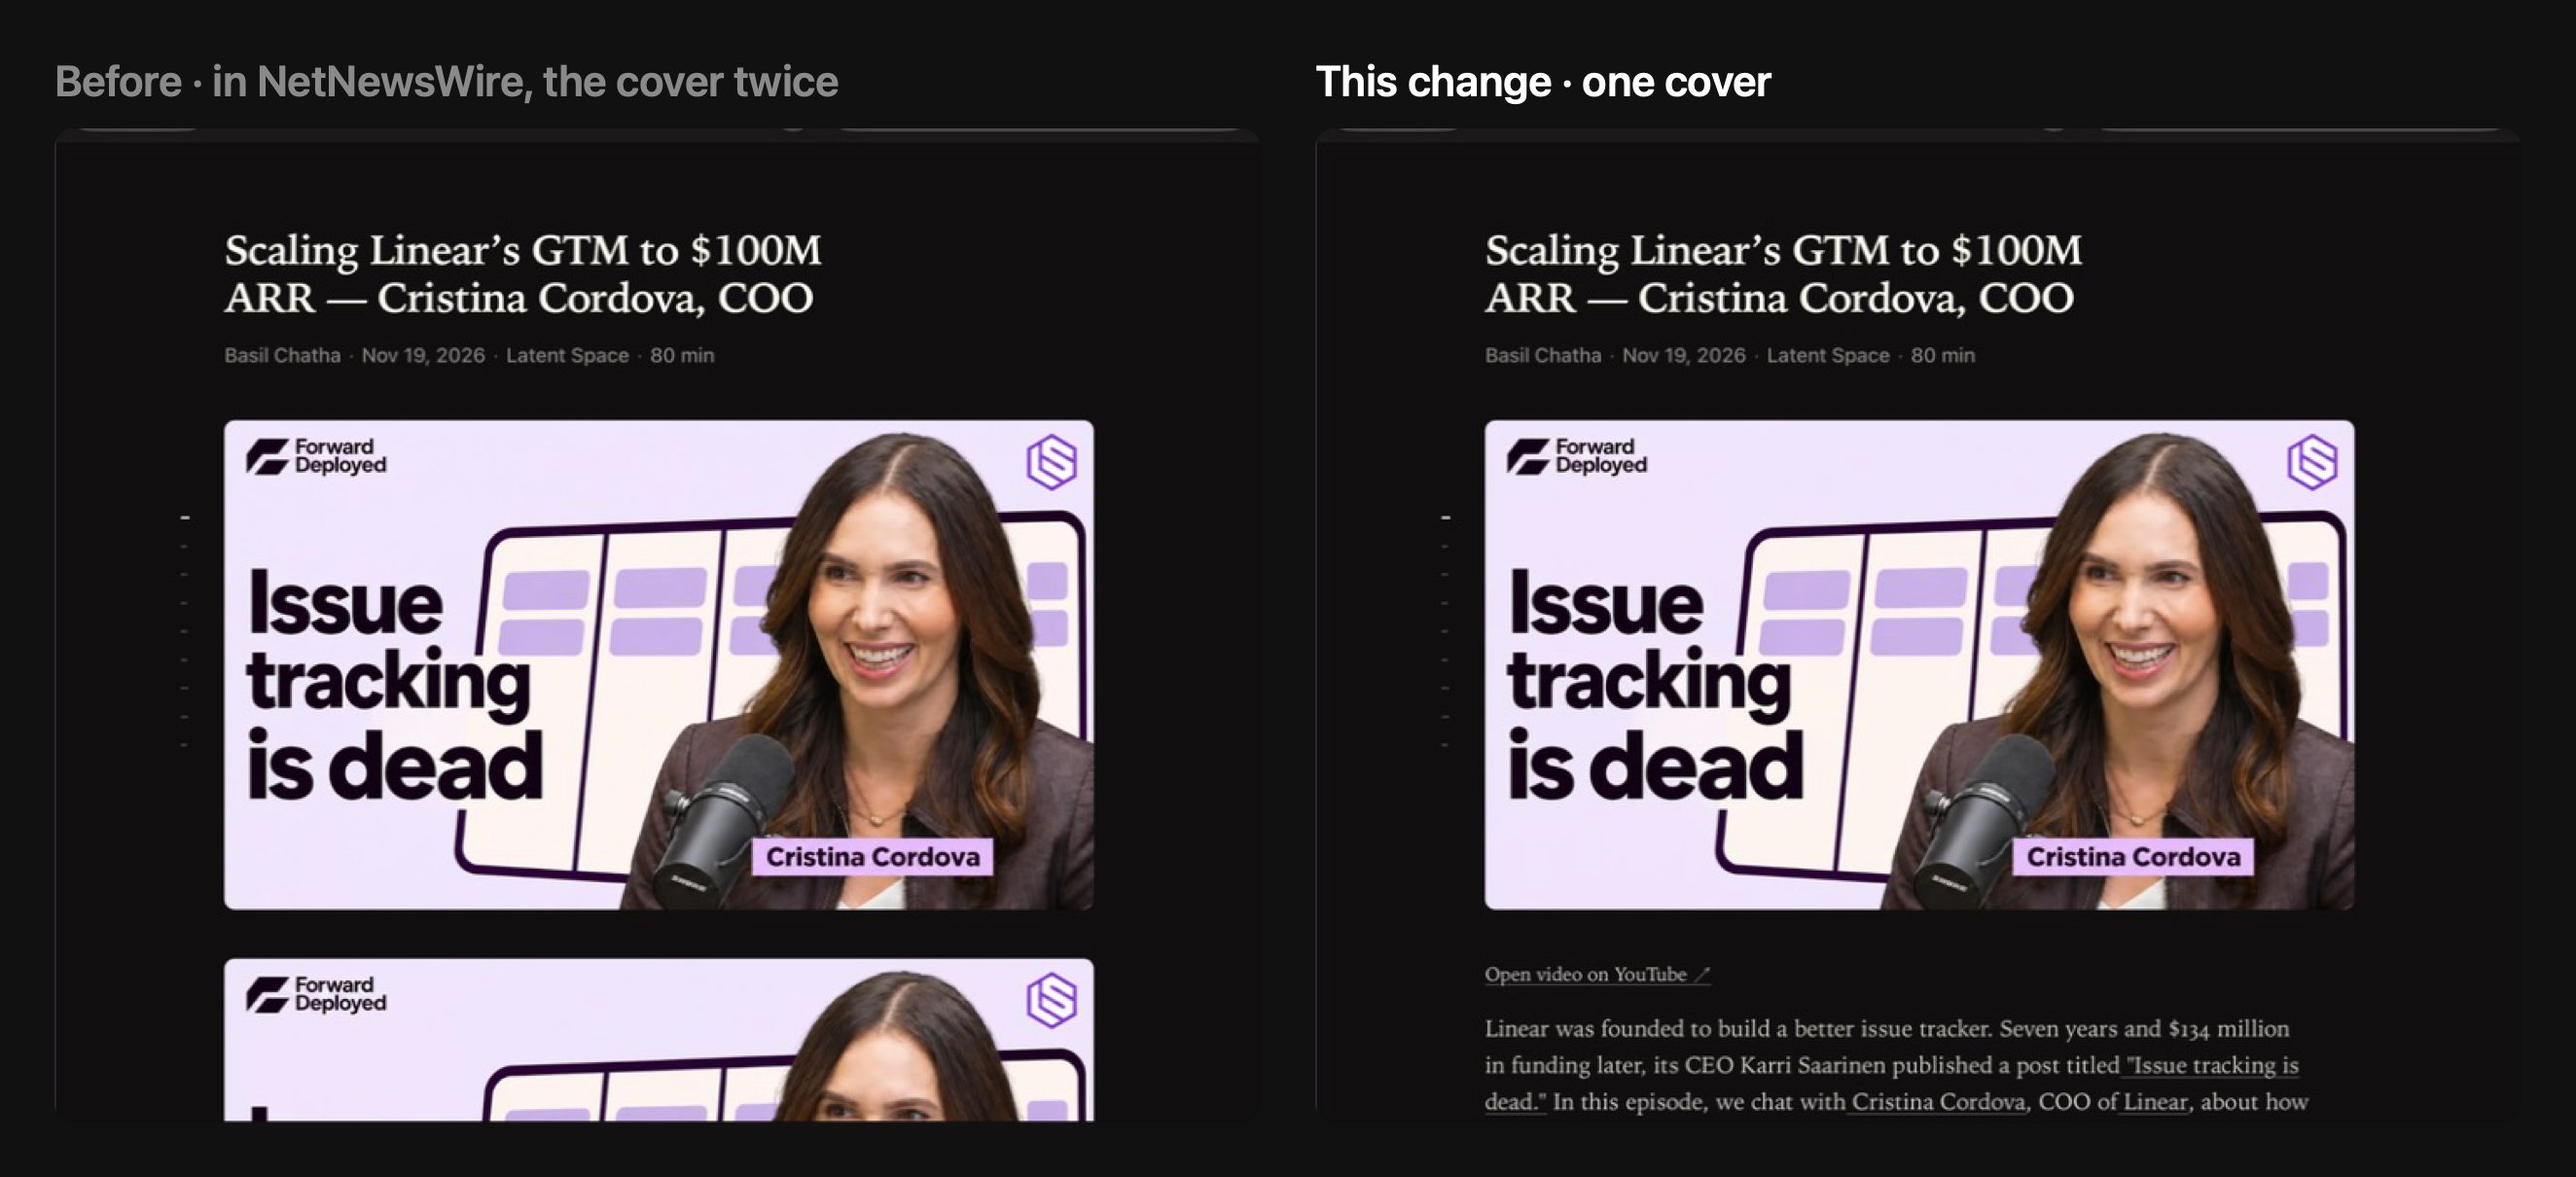 Before · in NetNewsWire, the cover twice
Scaling Linear’s GTM to $100M
ARR — Cristina Cordova, COO
Basil Chatha · Nov 19, 2026 · Latent Space · 80 min
Forward
Deployed
Issue
tracking
is dead
Cristina Cordova
Forward
Deployed
This change · one cover
Scaling Linear’s GTM to $100M
ARR — Cristina Cordova, COO
Basil Chatha · Nov 19, 2026 · Latent Space · 80 min
Forward
Deployed
Issue
tracking
is dead
Cristina Cordova
Open video on YouTube ↗
Linear was founded to build a better issue tracker. Seven years and $134 million
in funding later, its CEO Karri Saarinen published a post titled "Issue tracking is
dead." In this episode, we chat with Cristina Cordova, COO of Linear, about how